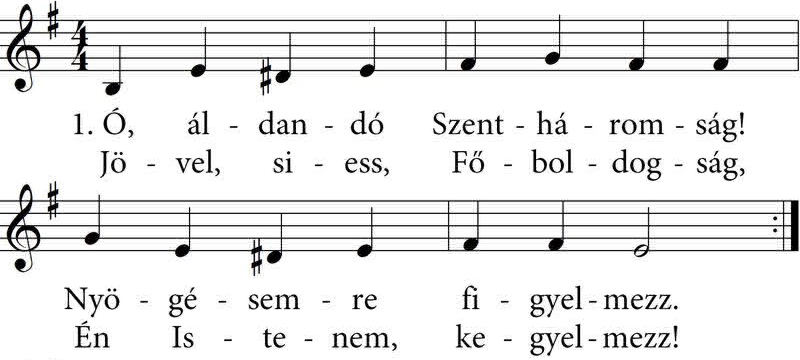 1. Ó, ál - dan - dó Szent - há - rom - ság!
Jö - vel, si - ess, Fő - bol - dog - ság,
Nyö - gé - sem - re fi - gyel - mezz.
Én Is - te - nem, ke - gyel - mezz!